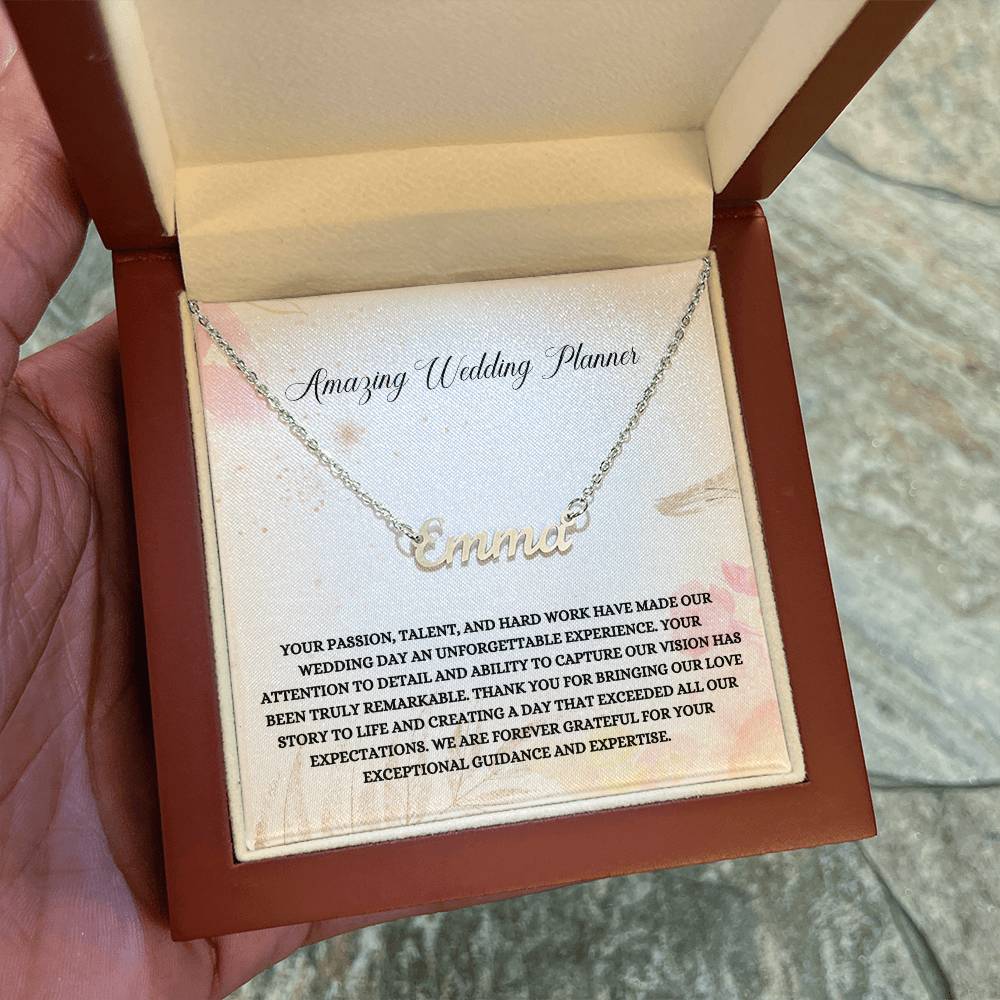 Amazing Wedding Planner
Emma
YOUR PASSION, TALENT, AND HARD WORK HAVE MADE OUR
WEDDING DAY AN UNFORGETTABLE EXPERIENCE. YOUR
ATTENTION TO DETAIL AND ABILITY TO CAPTURE OUR VISION HAS
BEEN TRULY REMARKABLE. THANK YOU FOR BRINGING OUR LOVE
STORY TO LIFE AND CREATING A DAY THAT EXCEEDED ALL OUR
EXPECTATIONS. WE ARE FOREVER GRATEFUL FOR YOUR
EXCEPTIONAL GUIDANCE AND EXPERTISE.